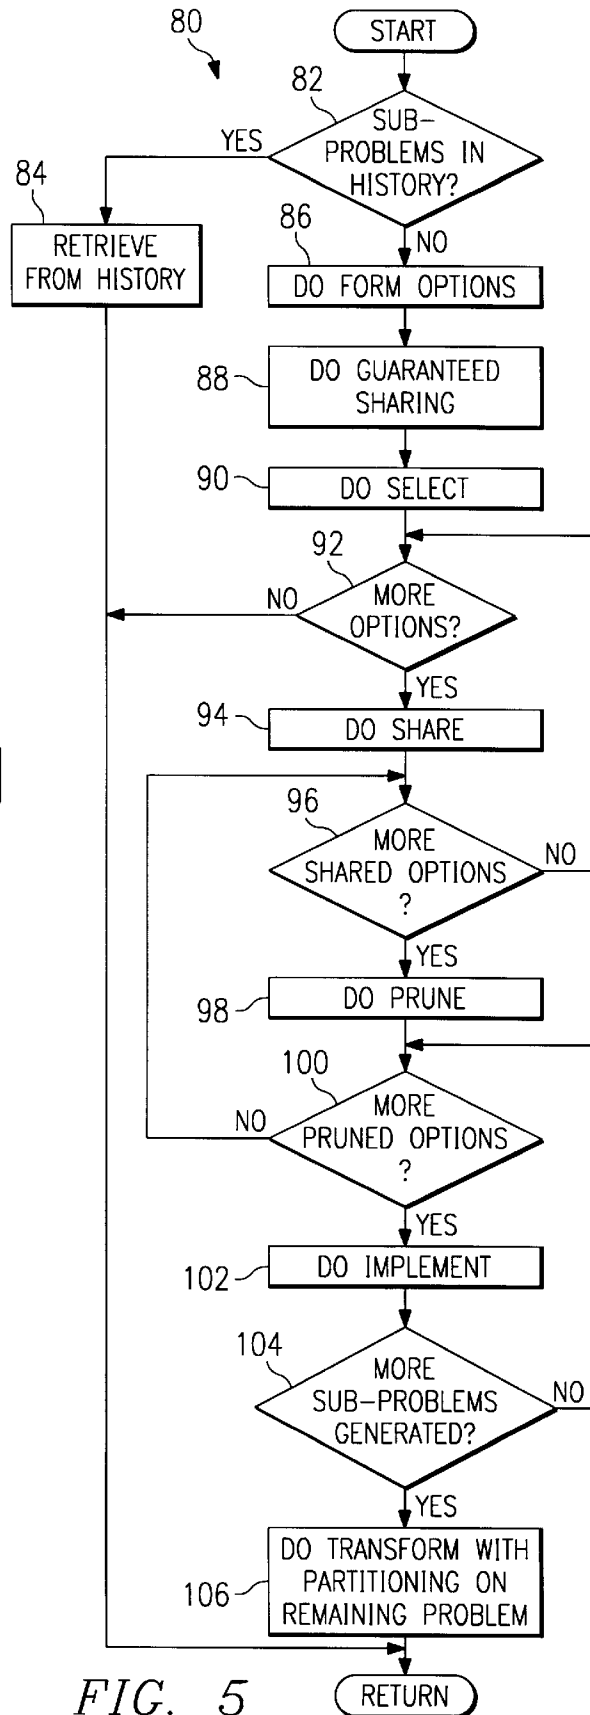 80
START
82
SUB-
PROBLEMS IN
HISTORY?
YES
84
RETRIEVE
FROM HISTORY
NO
86
DO FORM OPTIONS
88
DO GUARANTEED
SHARING
90
DO SELECT
92
NO
MORE
OPTIONS?
YES
94
DO SHARE
96
MORE
SHARED OPTIONS
?
NO
YES
98
DO PRUNE
100
NO
MORE
PRUNED OPTIONS
?
YES
102
DO IMPLEMENT
104
MORE
SUB-PROBLEMS
GENERATED?
NO
YES
106
DO TRANSFORM WITH
PARTITIONING ON
REMAINING PROBLEM
FIG. 5
RETURN